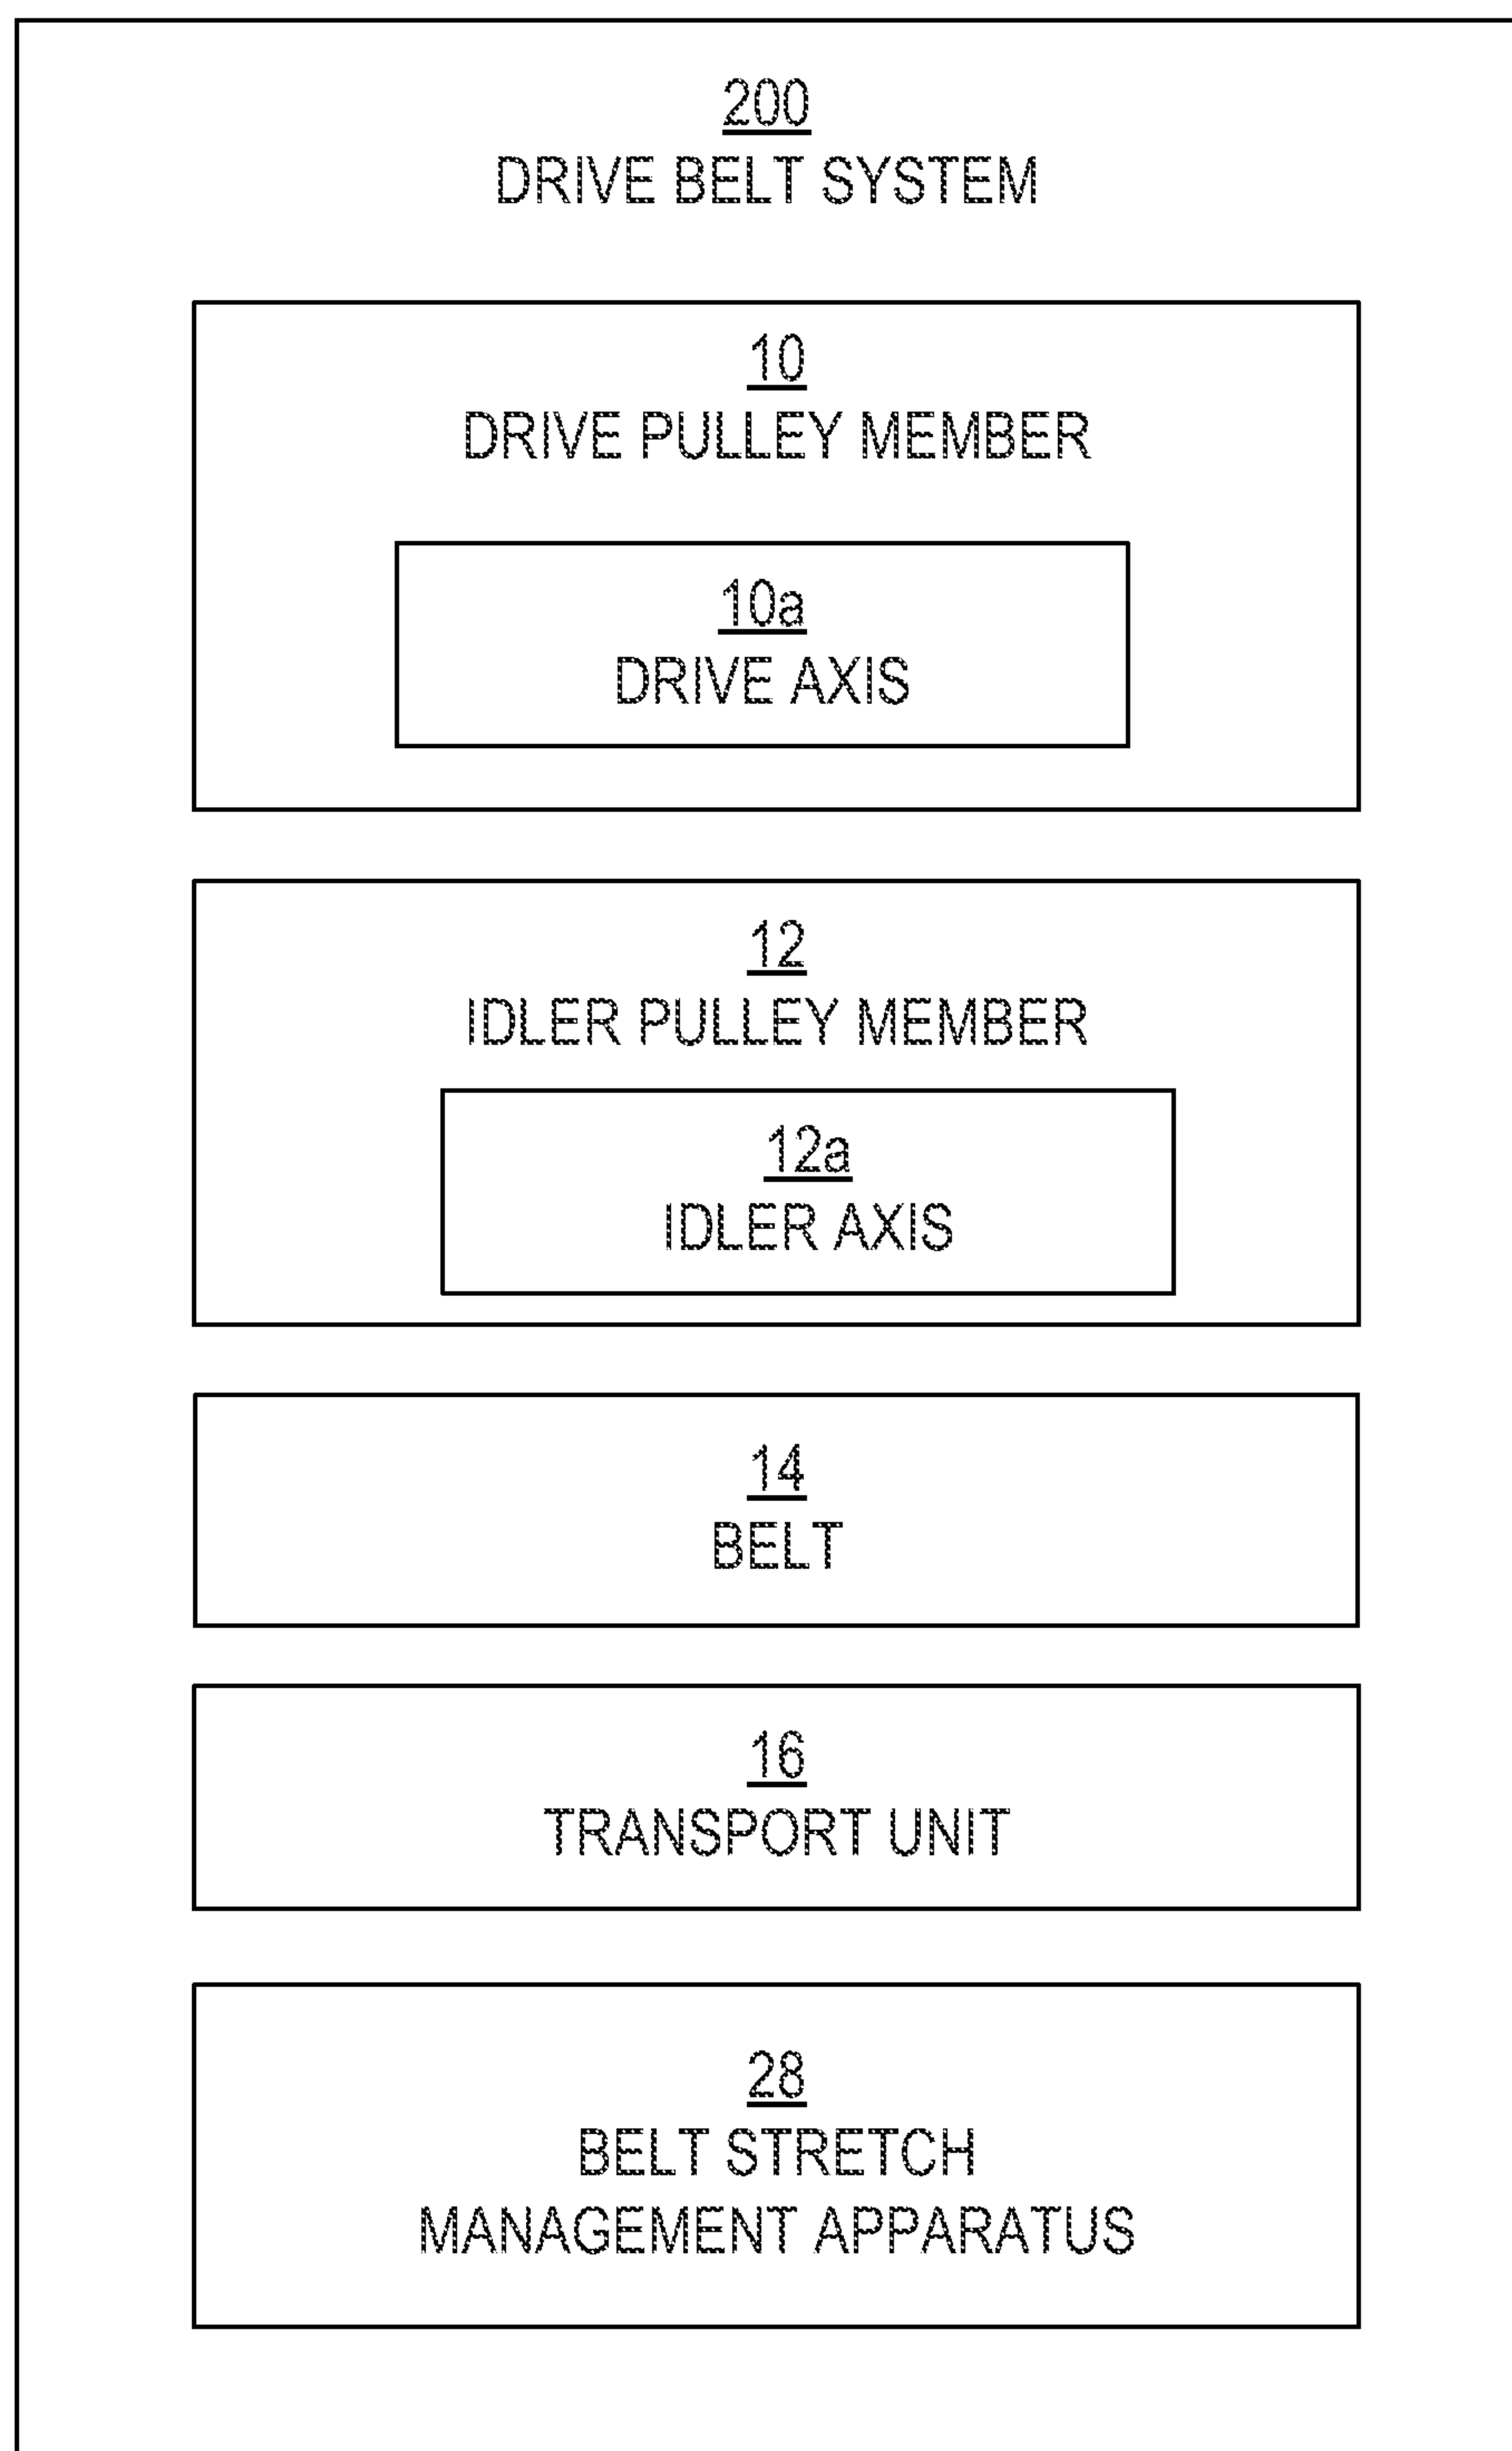 200
DRIVE BELT SYSTEM
10
DRIVE PULLEY MEMBER
10a
DRIVE AXIS
12
IDLER PULLEY MEMBER
12a
IDLER AXIS
14
BELT
16
TRANSPORT UNIT
28
BELT STRETCH
MANAGEMENT APPARATUS